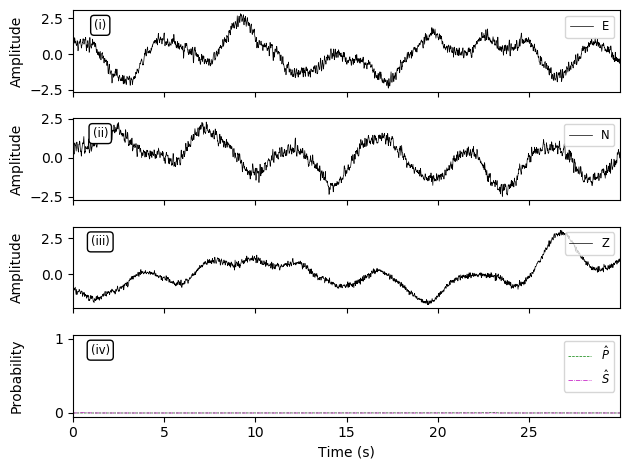 Amplitude
2.5
0.0
−2.5
(i)
E
Amplitude
2.5
0.0
−2.5
(ii)
N
Amplitude
2.5
0.0
(iii)
Z
Probability
1
0
(iv)
P̂
Ŝ
0 5 10 15 20 25
Time (s)